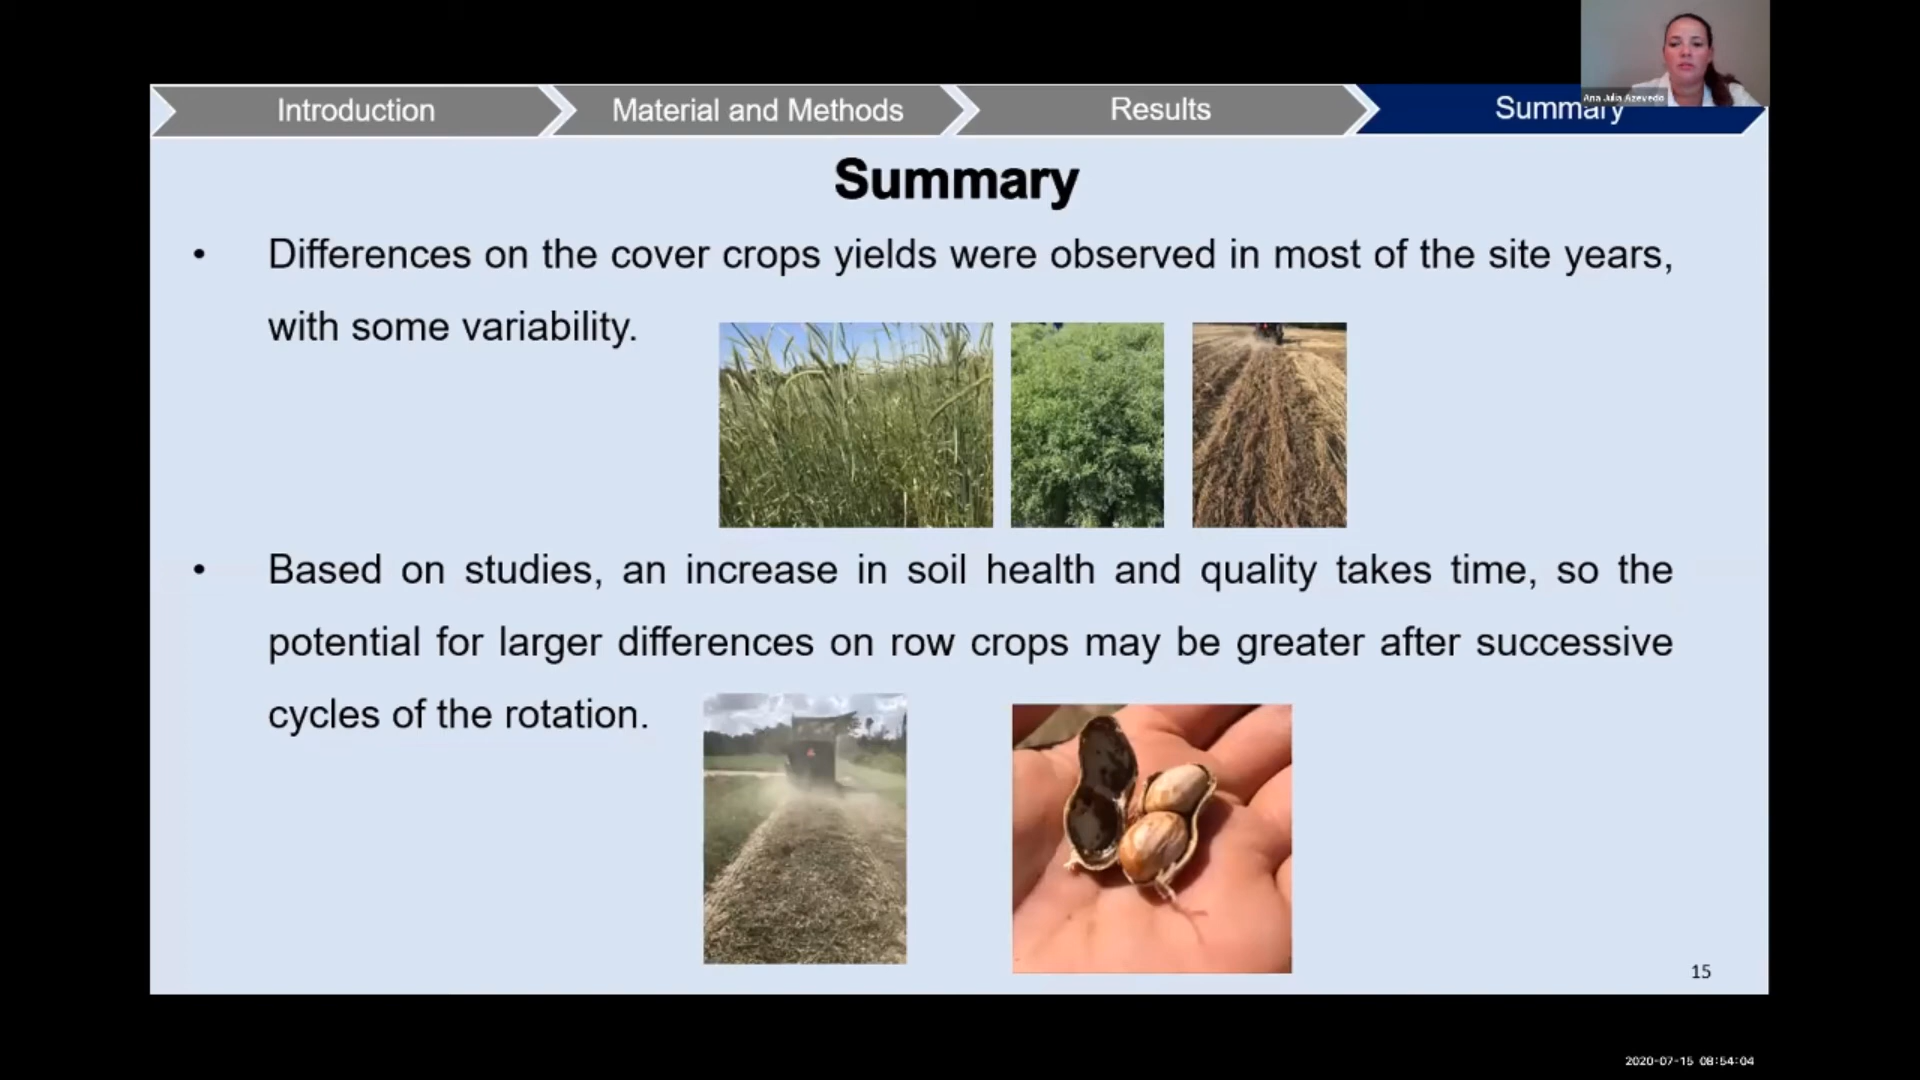 Introduction
Material and Methods
Results
Summary
Ana Julia Azevedo
Summary
• Differences on the cover crops yields were observed in most of the site years,
with some variability.
• Based on studies, an increase in soil health and quality takes time, so the
potential for larger differences on row crops may be greater after successive
cycles of the rotation.
15
2020-07-15 08:54:04